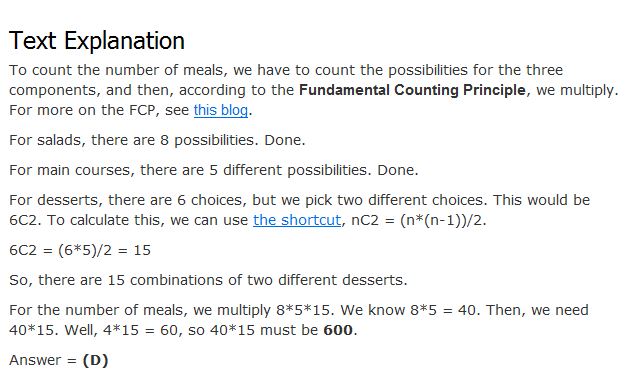 Text Explanation
To count the number of meals, we have to count the possibilities for the three
components, and then, according to the Fundamental Counting Principle, we multiply.
For more on the FCP, see this blog.
For salads, there are 8 possibilities. Done.
For main courses, there are 5 different possibilities. Done.
For desserts, there are 6 choices, but we pick two different choices. This would be
6C2. To calculate this, we can use the shortcut, nC2 = (n*(n-1))/2.
6C2 = (6*5)/2 = 15
So, there are 15 combinations of two different desserts.
For the number of meals, we multiply 8*5*15. We know 8*5 = 40. Then, we need
40*15. Well, 4*15 = 60, so 40*15 must be 600.
Answer = (D)